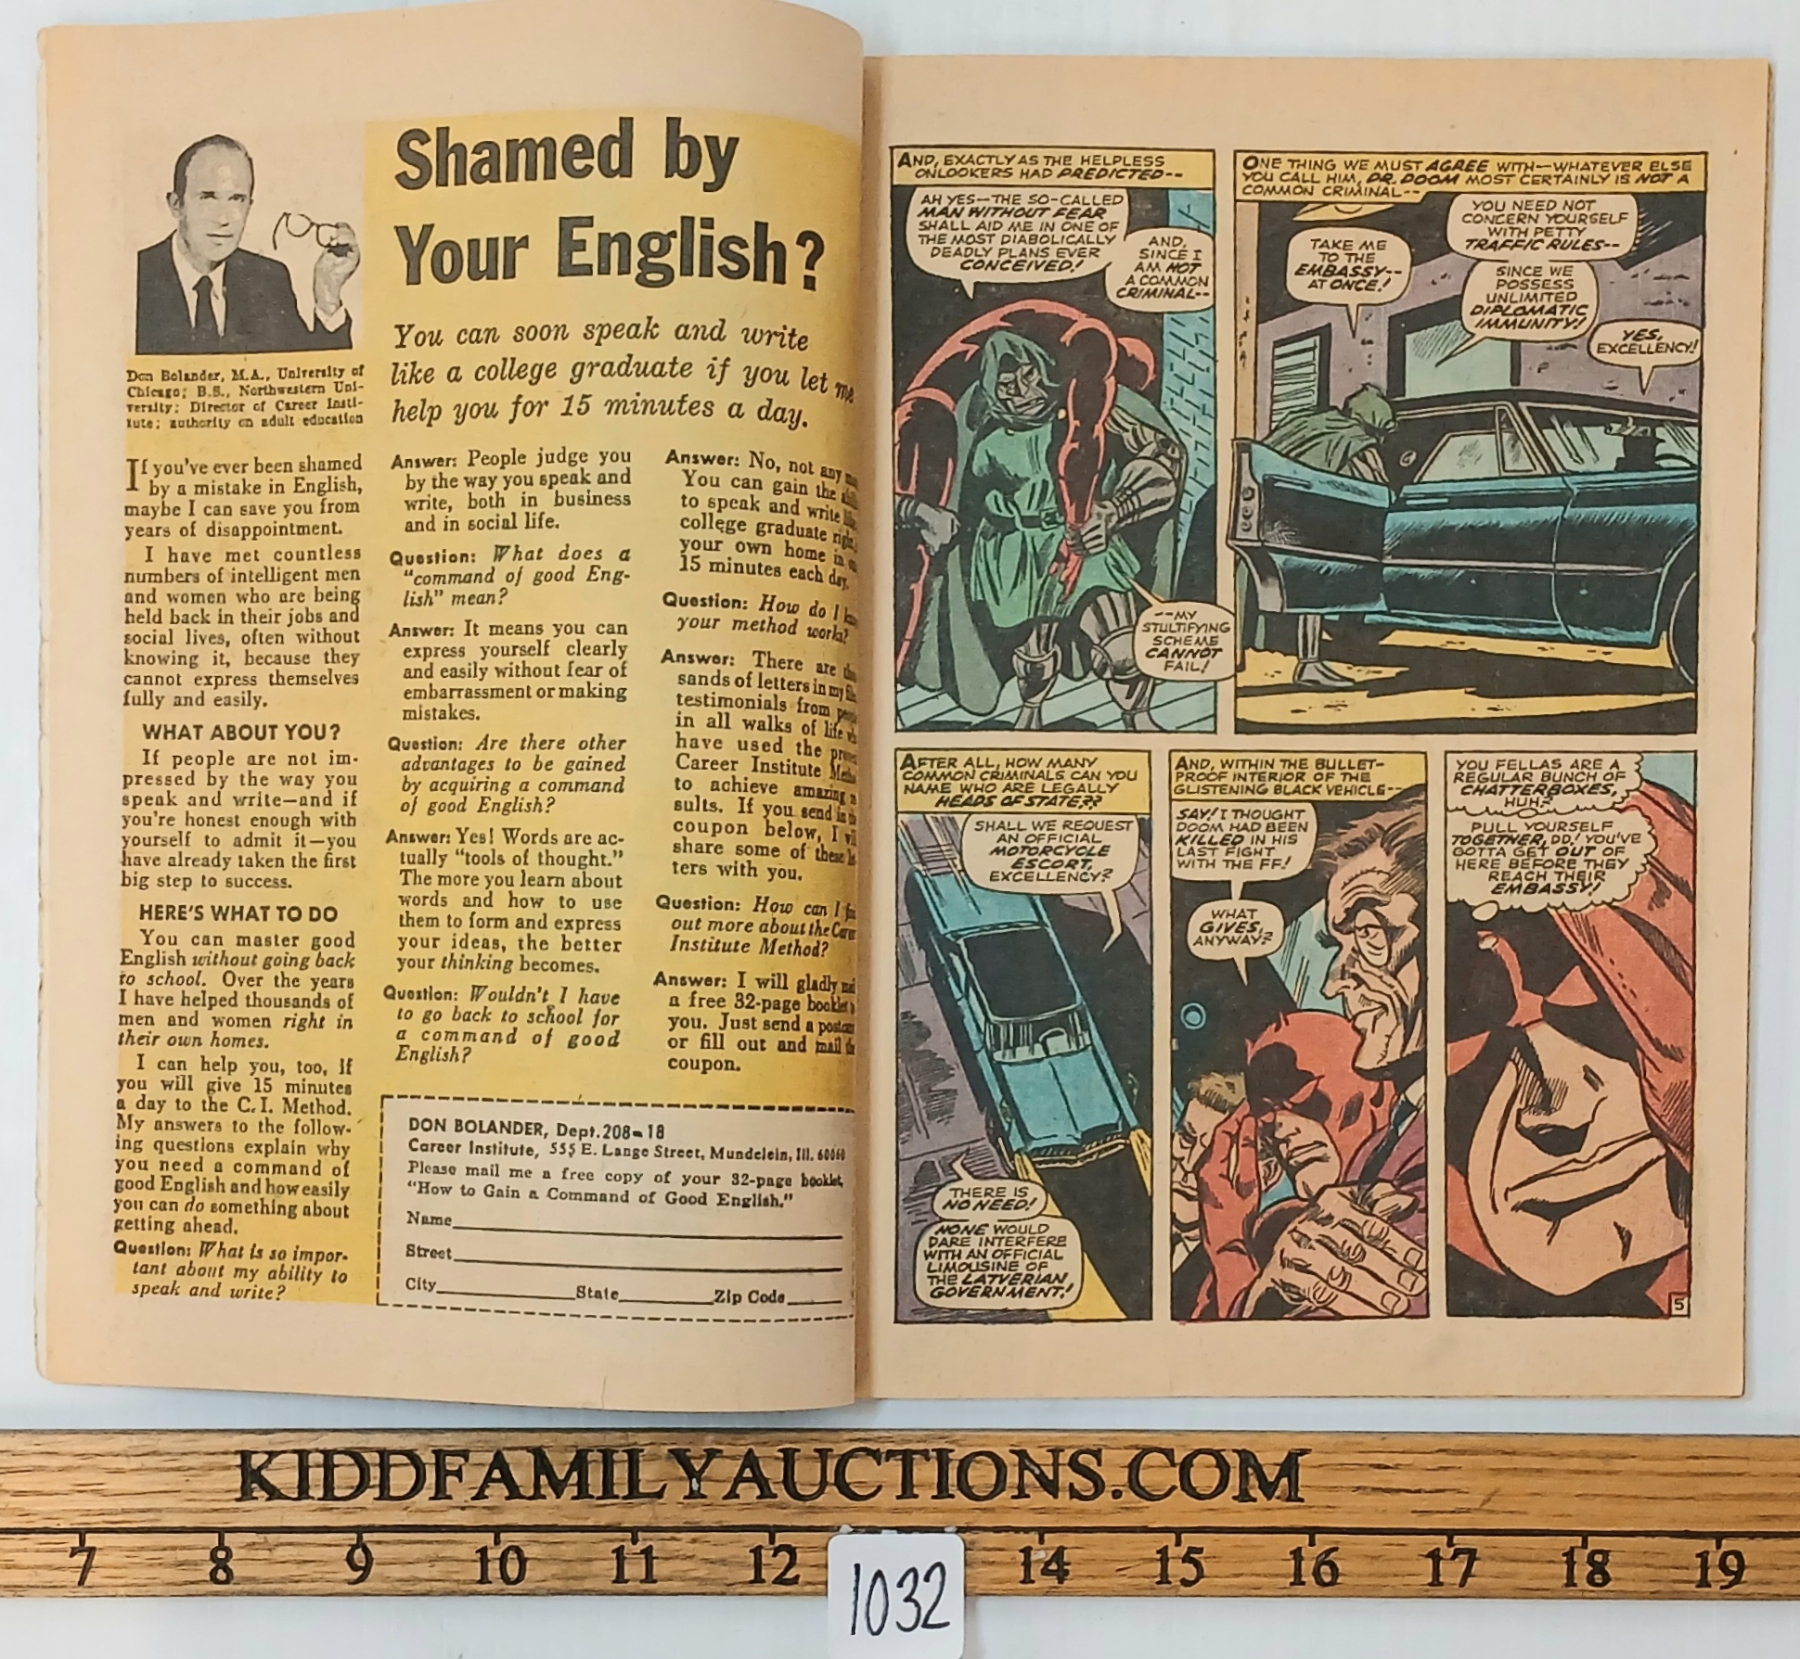 Shamed by
Your English?
You can soon speak and write
like a college graduate if you let me
help you for 15 minutes a day.
Don Bolander, M.A., University of
Chicago; B.S., Northwestern Uni-
versity; Director of Career Insti-
tute; authority on adult education
If you've ever been shamed
by a mistake in English,
maybe I can save you from
years of disappointment.
I have met countless
numbers of intelligent men
and women who are being
held back in their jobs and
social lives, often without
knowing it, because they
cannot express themselves
fully and easily.
WHAT ABOUT YOU?
If people are not im-
pressed by the way you
speak and write—and if
you're honest enough with
yourself to admit it—you
have already taken the first
big step to success.
HERE'S WHAT TO DO
You can master good
English without going back
to school. Over the years
I have helped thousands of
men and women right in
their own homes.
I can help you, too, If
you will give 15 minutes
a day to the C.I. Method.
My answers to the follow-
ing questions explain why
you need a command of
good English and how easily
you can do something about
getting ahead.
Question: What is so impor-
tant about my ability to
speak and write?
Answer: People judge you
by the way you speak and
write, both in business
and in social life.
Question: What does a
"command of good Eng-
lish" mean?
Answer: It means you can
express yourself clearly
and easily without fear of
embarrassment or making
mistakes.
Question: Are there other
advantages to be gained
by acquiring a command
of good English?
Answer: Yes! Words are ac-
tually "tools of thought."
The more you learn about
words and how to use
them to form and express
your ideas, the better
your thinking becomes.
Question: Wouldn't I have
to go back to school for
a command of good
English?
Answer: No, not any
You can gain the
to speak and write
college graduate
your own home in
15 minutes each day.
Question: How do I
your method works?
Answer: There are
sands of letters in my
testimonials from
in all walks of life
have used the
Career Institute
to achieve amazing
sults. If you send in
coupon below, I
share some of these
ters with you.
Question: How can I
out more about the
Institute Method?
Answer: I will gladly
a free 32-page booklet
you. Just send a
or fill out and mail
coupon.
DON BOLANDER, Dept. 208-18
Career Institute, 555 E. Lange Street, Mundelein, Ill. 60060
Please mail me a free copy of your 32-page booklet,
"How to Gain a Command of Good English."
Name
Street
City State Zip Code
AND, EXACTLY AS THE HELPLESS
ONLOOKERS HAD PREDICTED--
AH YES--THE SO-CALLED
MAN WITHOUT FEAR
SHALL AID ME IN ONE OF
THE MOST DIABOLICALLY
DEADLY PLANS EVER
CONCEIVED!
AND,
SINCE I
AM NOT
A COMMON
CRIMINAL--
--MY
STULTIFYING
SCHEME
CANNOT
FAIL!
ONE THING WE MUST AGREE WITH--WHATEVER ELSE
YOU CALL HIM, DR. DOOM MOST CERTAINLY IS NOT A
COMMON CRIMINAL--
TAKE ME
TO THE
EMBASSY--
AT ONCE!
YOU NEED NOT
CONCERN YOURSELF
WITH PETTY
TRAFFIC RULES--
SINCE WE
POSSESS
UNLIMITED
DIPLOMATIC
IMMUNITY!
YES,
EXCELLENCY!
AFTER ALL, HOW MANY
COMMON CRIMINALS CAN YOU
NAME WHO ARE LEGALLY
HEADS OF STATE??
SHALL WE REQUEST
AN OFFICIAL
MOTORCYCLE
ESCORT,
EXCELLENCY?
THERE IS
NO NEED!
NONE WOULD
DARE INTERFERE
WITH AN OFFICIAL
LIMOUSINE OF
THE LATVERIAN
GOVERNMENT!
AND, WITHIN THE BULLET-
PROOF INTERIOR OF THE
GLISTENING BLACK VEHICLE--
SAY! I THOUGHT
DOOM HAD BEEN
KILLED IN HIS
LAST FIGHT
WITH THE FF!
WHAT
GIVES,
ANYWAY?
YOU FELLAS ARE A
REGULAR BUNCH OF
CHATTERBOXES,
HUH?
PULL YOURSELF
TOGETHER, DD! YOU'VE
GOTTA GET OUT OF
HERE BEFORE THEY
REACH THEIR
EMBASSY!
5
KIDDFAMILYAUCTIONS.COM
7 8 9 10 11 12 14 15 16 17 18 19
1032